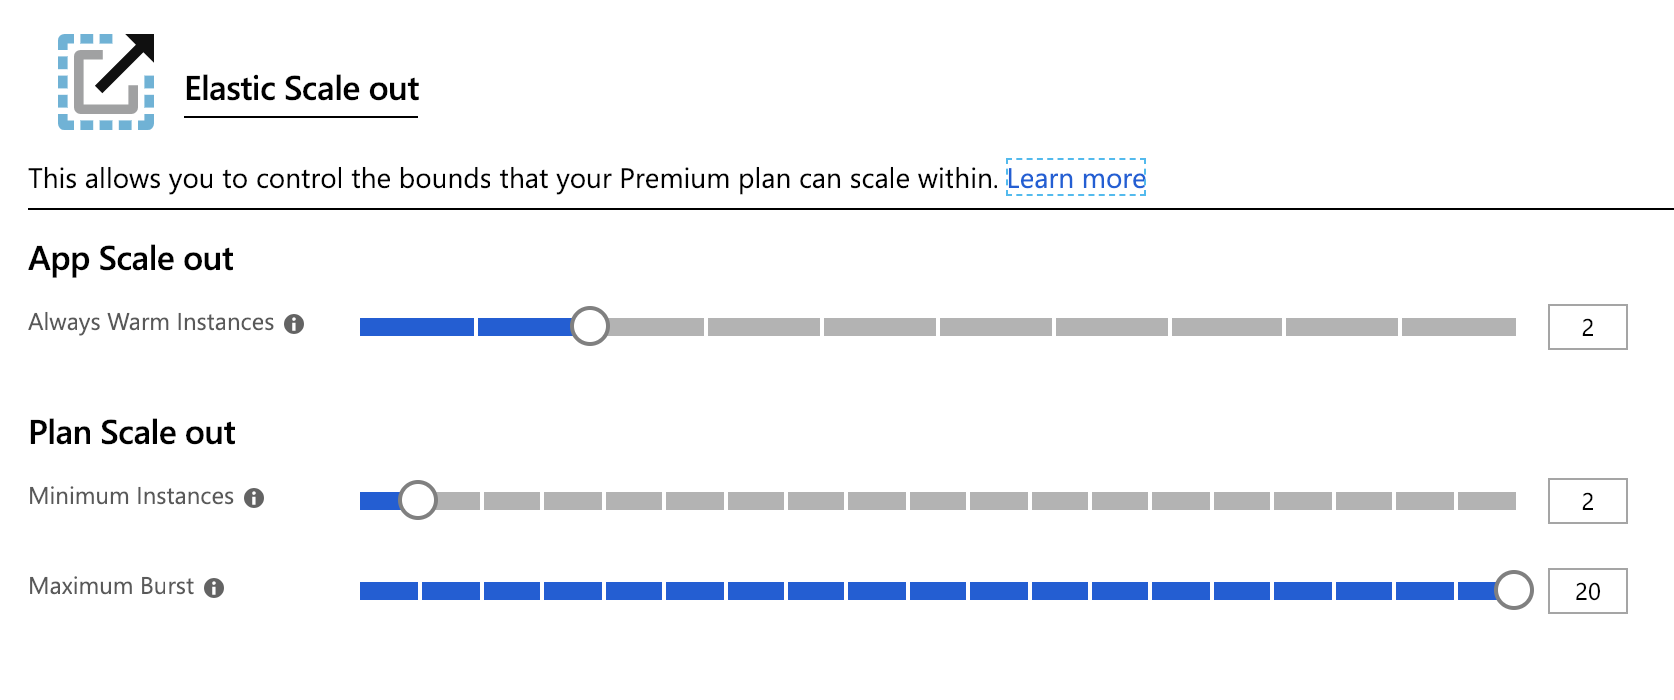 Elastic Scale out
This allows you to control the bounds that your Premium plan can scale within. Learn more
App Scale out
Always Warm Instances
2
Plan Scale out
Minimum Instances
2
Maximum Burst
20